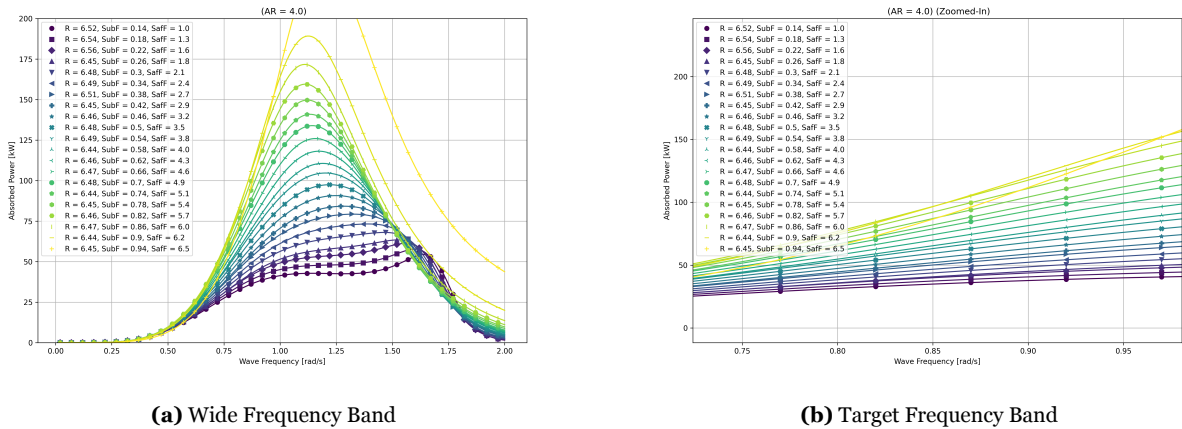 (AR = 4.0)
Absorbed Power [kW]
200
175
150
125
100
75
50
25
0
R = 6.52, SubF = 0.14, SafF = 1.0
R = 6.54, SubF = 0.18, SafF = 1.3
R = 6.56, SubF = 0.22, SafF = 1.6
R = 6.45, SubF = 0.26, SafF = 1.8
R = 6.48, SubF = 0.3, SafF = 2.1
R = 6.49, SubF = 0.34, SafF = 2.4
R = 6.51, SubF = 0.38, SafF = 2.7
R = 6.45, SubF = 0.42, SafF = 2.9
R = 6.46, SubF = 0.46, SafF = 3.2
R = 6.48, SubF = 0.5, SafF = 3.5
R = 6.49, SubF = 0.54, SafF = 3.8
R = 6.44, SubF = 0.58, SafF = 4.0
R = 6.46, SubF = 0.62, SafF = 4.3
R = 6.47, SubF = 0.66, SafF = 4.6
R = 6.48, SubF = 0.7, SafF = 4.9
R = 6.44, SubF = 0.74, SafF = 5.1
R = 6.45, SubF = 0.78, SafF = 5.4
R = 6.46, SubF = 0.82, SafF = 5.7
R = 6.47, SubF = 0.86, SafF = 6.0
R = 6.44, SubF = 0.9, SafF = 6.2
R = 6.45, SubF = 0.94, SafF = 6.5
0.00 0.25 0.50 0.75 1.00 1.25 1.50 1.75 2.00
Wave Frequency [rad/s]
(a) Wide Frequency Band
(AR = 4.0) (Zoomed-In)
Absorbed Power [kW]
200
150
100
50
0
R = 6.52, SubF = 0.14, SafF = 1.0
R = 6.54, SubF = 0.18, SafF = 1.3
R = 6.56, SubF = 0.22, SafF = 1.6
R = 6.45, SubF = 0.26, SafF = 1.8
R = 6.48, SubF = 0.3, SafF = 2.1
R = 6.49, SubF = 0.34, SafF = 2.4
R = 6.51, SubF = 0.38, SafF = 2.7
R = 6.45, SubF = 0.42, SafF = 2.9
R = 6.46, SubF = 0.46, SafF = 3.2
R = 6.48, SubF = 0.5, SafF = 3.5
R = 6.49, SubF = 0.54, SafF = 3.8
R = 6.44, SubF = 0.58, SafF = 4.0
R = 6.46, SubF = 0.62, SafF = 4.3
R = 6.47, SubF = 0.66, SafF = 4.6
R = 6.48, SubF = 0.7, SafF = 4.9
R = 6.44, SubF = 0.74, SafF = 5.1
R = 6.45, SubF = 0.78, SafF = 5.4
R = 6.46, SubF = 0.82, SafF = 5.7
R = 6.47, SubF = 0.86, SafF = 6.0
R = 6.44, SubF = 0.9, SafF = 6.2
R = 6.45, SubF = 0.94, SafF = 6.5
0.75 0.80 0.85 0.90 0.95
Wave Frequency [rad/s]
(b) Target Frequency Band